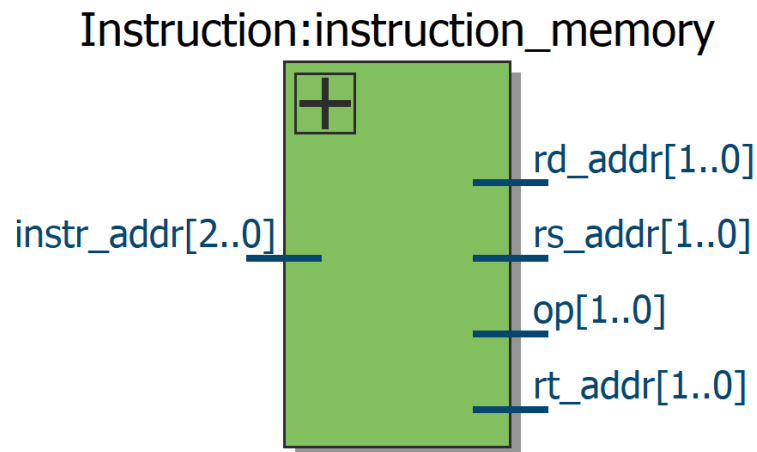 Instruction:instruction_memory
rd_addr[1..0]
instr_addr[2..0]
rs_addr[1..0]
op[1..0]
rt_addr[1..0]